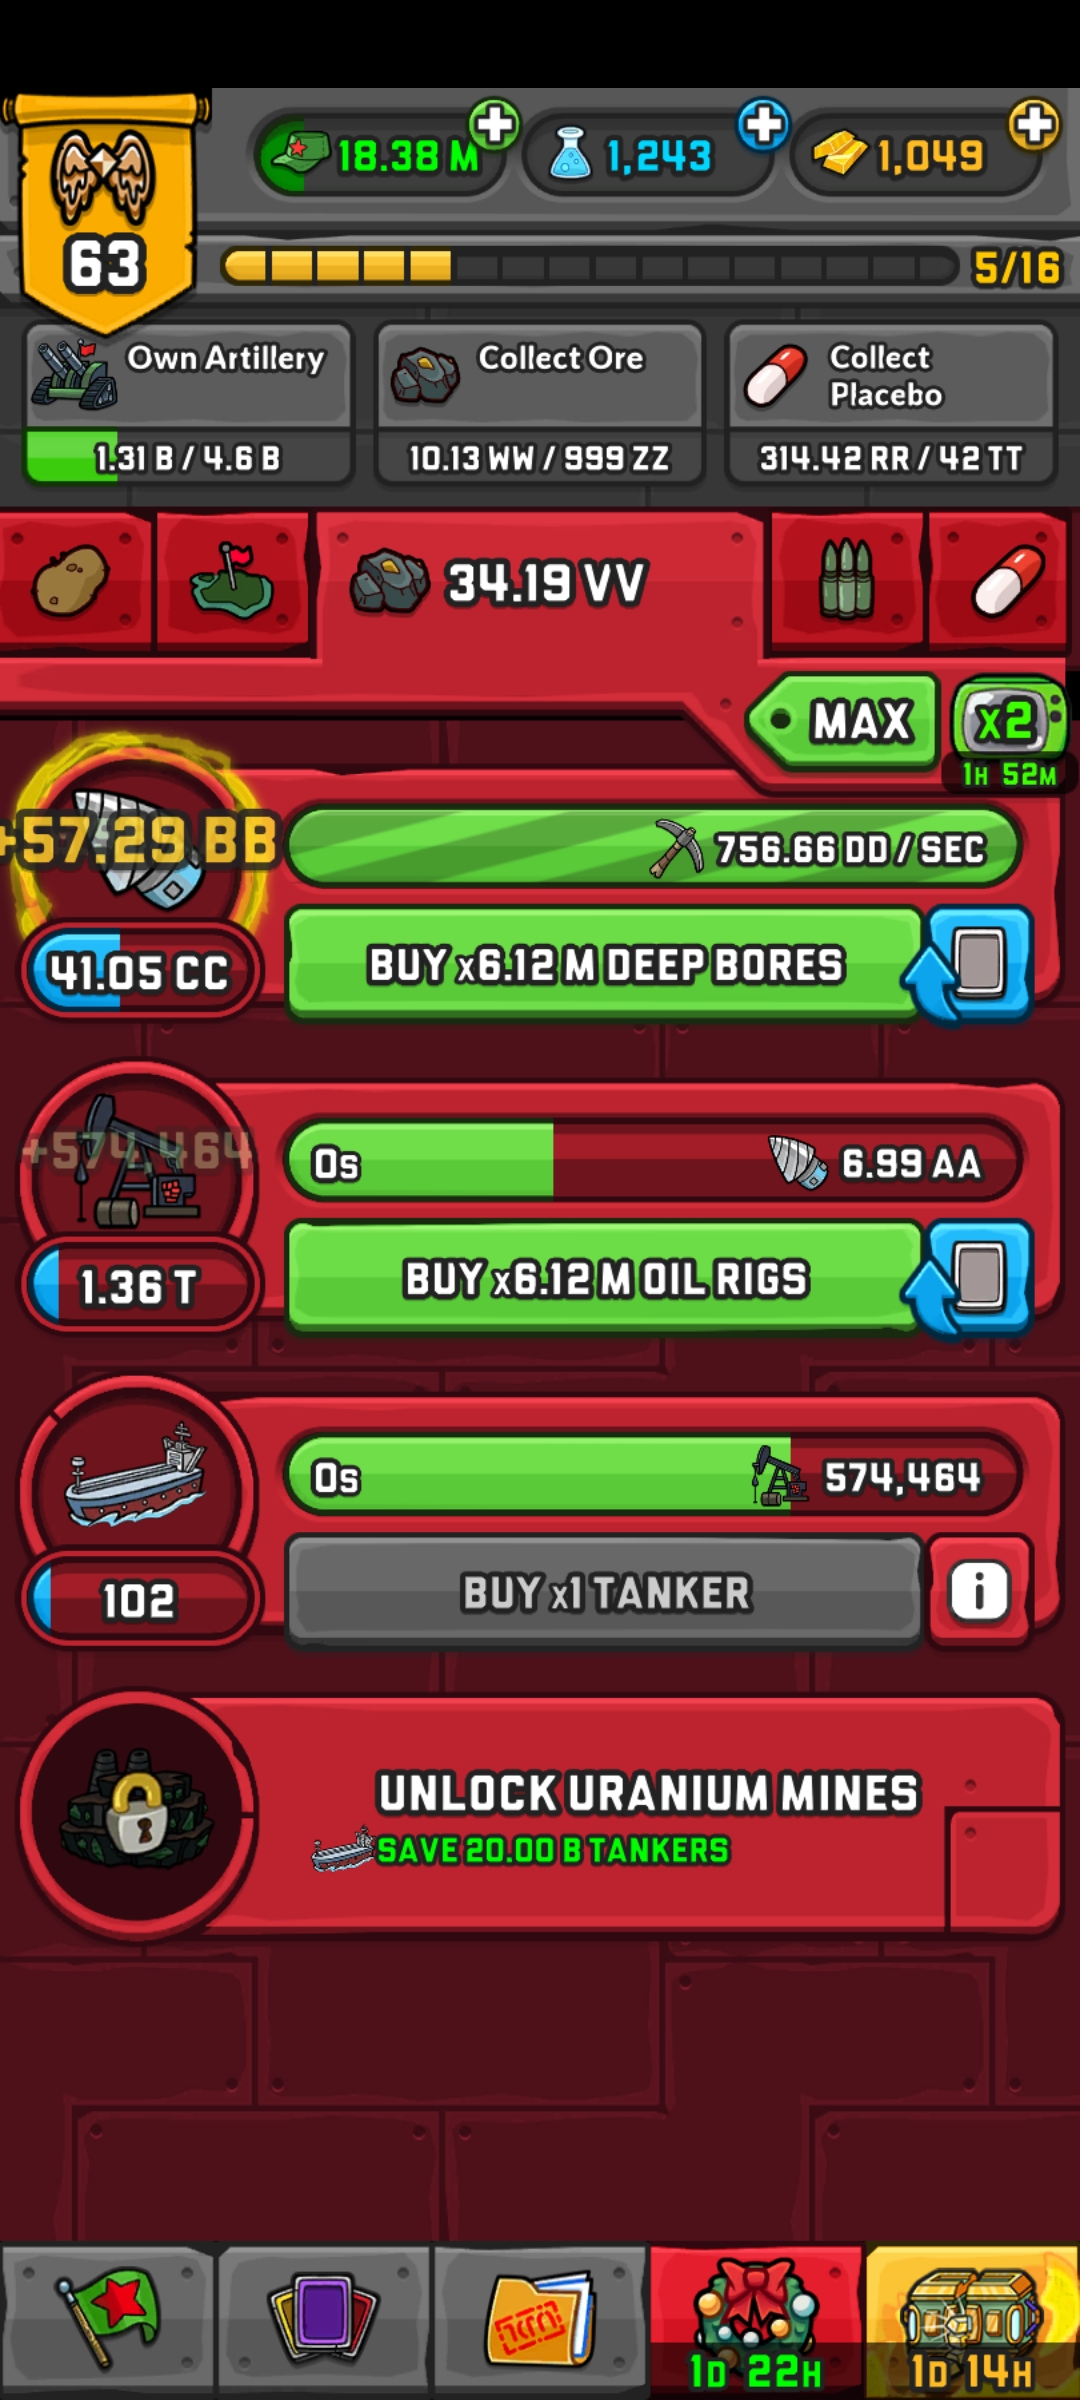 18.38 M
1,243
1,049
63
5/16
Own Artillery
1.31 B / 4.6 B
Collect Ore
10.13 WW / 999 ZZ
Collect
Placebo
314.42 RR / 42 TT
34.19 VV
MAX
x2
1H 52M
+57.29 BB
756.66 DD / SEC
41.05 CC
BUY x6.12 M DEEP BORES
+574,464
0s
6.99 AA
1.36 T
BUY x6.12 M OIL RIGS
0s
574,464
102
BUY x1 TANKER
i
UNLOCK URANIUM MINES
SAVE 20.00 B TANKERS
1D 22H
1D 14H